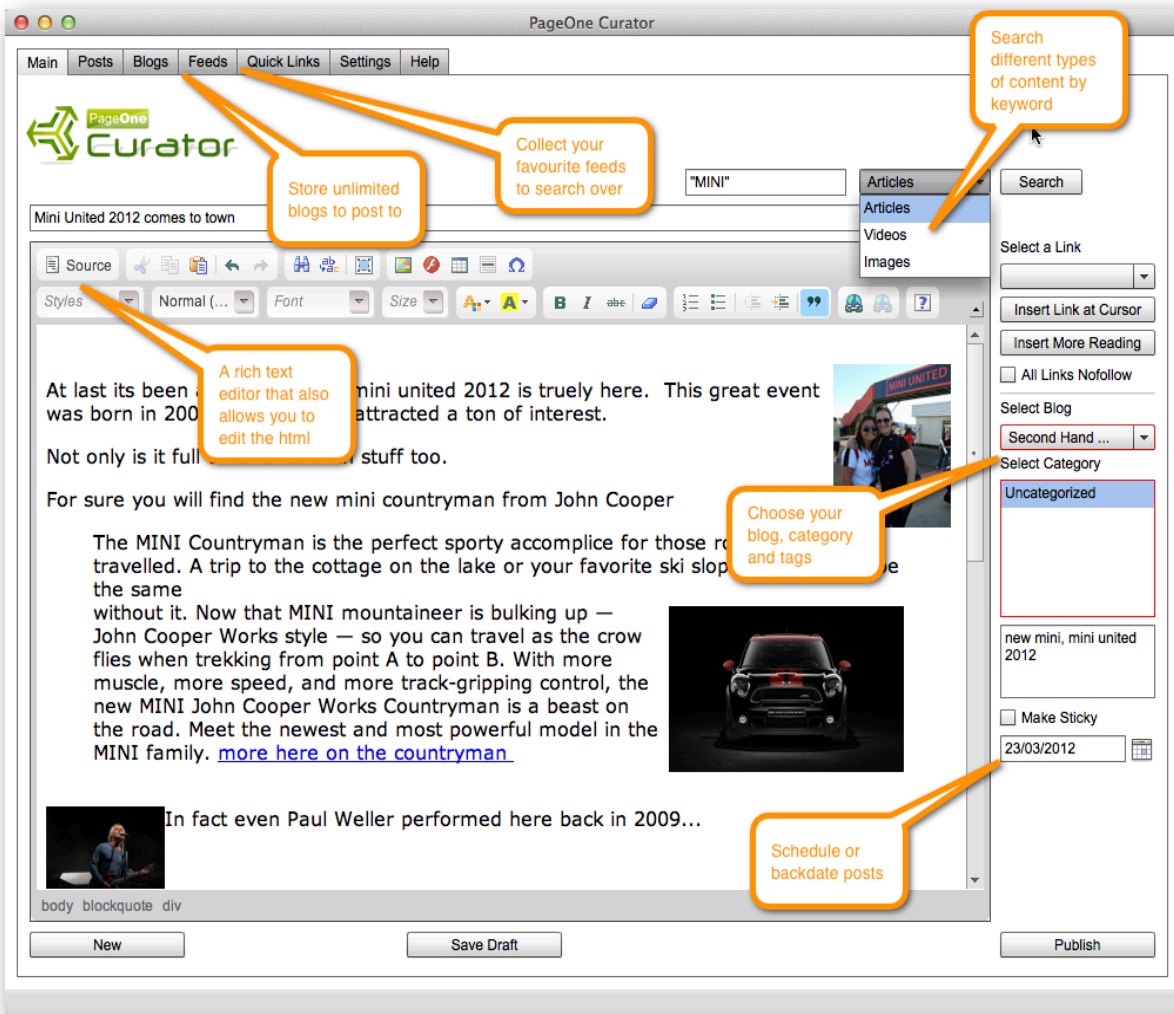 PageOne Curator
Main Posts Blogs Feeds Quick Links Settings Help
Search
different types
of content by
keyword
PageOne
Curator
Collect your
favourite feeds
to search over
Store unlimited
blogs to post to
"MINI"
Articles
Search
Articles
Videos
Images
Mini United 2012 comes to town
Source
Styles Normal (... Font Size
Select a Link
Insert Link at Cursor
Insert More Reading
All Links Nofollow
Select Blog
Second Hand ...
Select Category
Uncategorized
new mini, mini united
2012
Make Sticky
23/03/2012
A rich text
editor that also
allows you to
edit the html
At last its been mini united 2012 is truely here. This great event
was born in attracted a ton of interest.
Not only is it full stuff too.
For sure you will find the new mini countryman from John Cooper
MINI UNITED
Choose your
blog, category
and tags
The MINI Countryman is the perfect sporty accomplice for those
travelled. A trip to the cottage on the lake or your favorite ski
the same
without it. Now that MINI mountaineer is bulking up —
John Cooper Works style — so you can travel as the crow
flies when trekking from point A to point B. With more
muscle, more speed, and more track-gripping control, the
new MINI John Cooper Works Countryman is a beast on
the road. Meet the newest and most powerful model in the
MINI family. more here on the countryman
In fact even Paul Weller performed here back in 2009...
Schedule or
backdate posts
body blockquote div
New
Save Draft
Publish